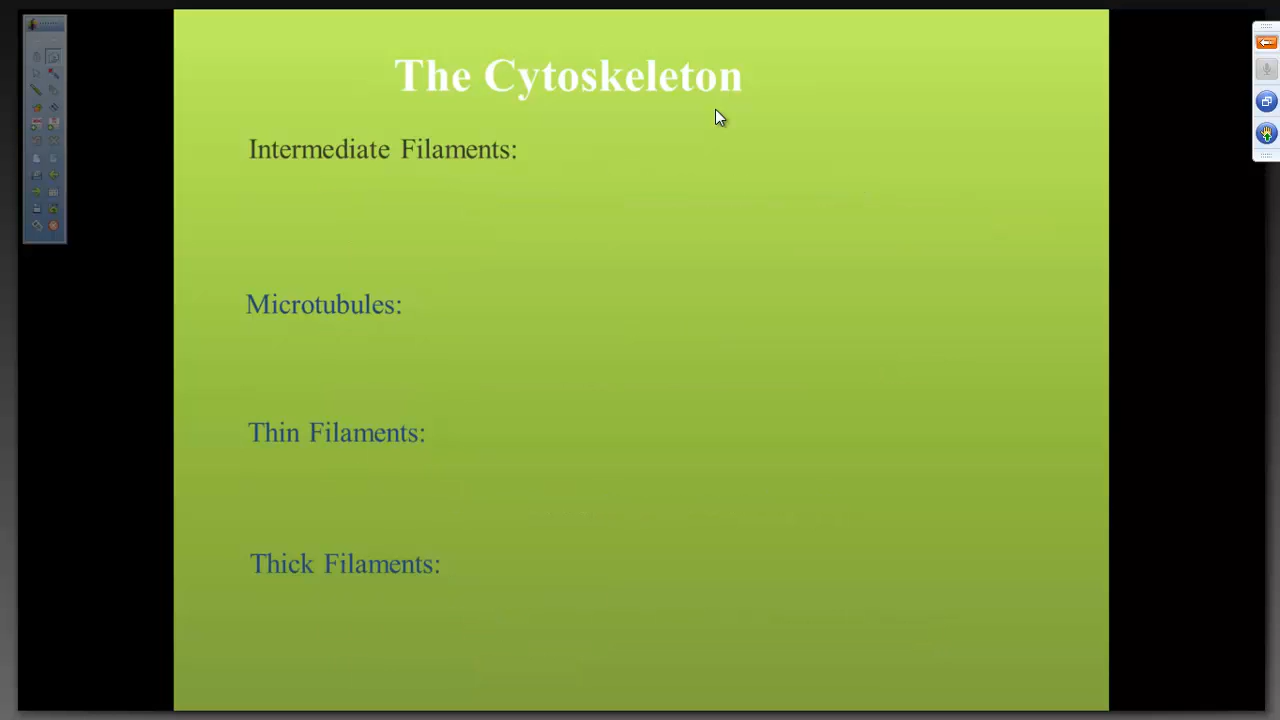 The Cytoskeleton
Intermediate Filaments:
Microtubules:
Thin Filaments:
Thick Filaments: